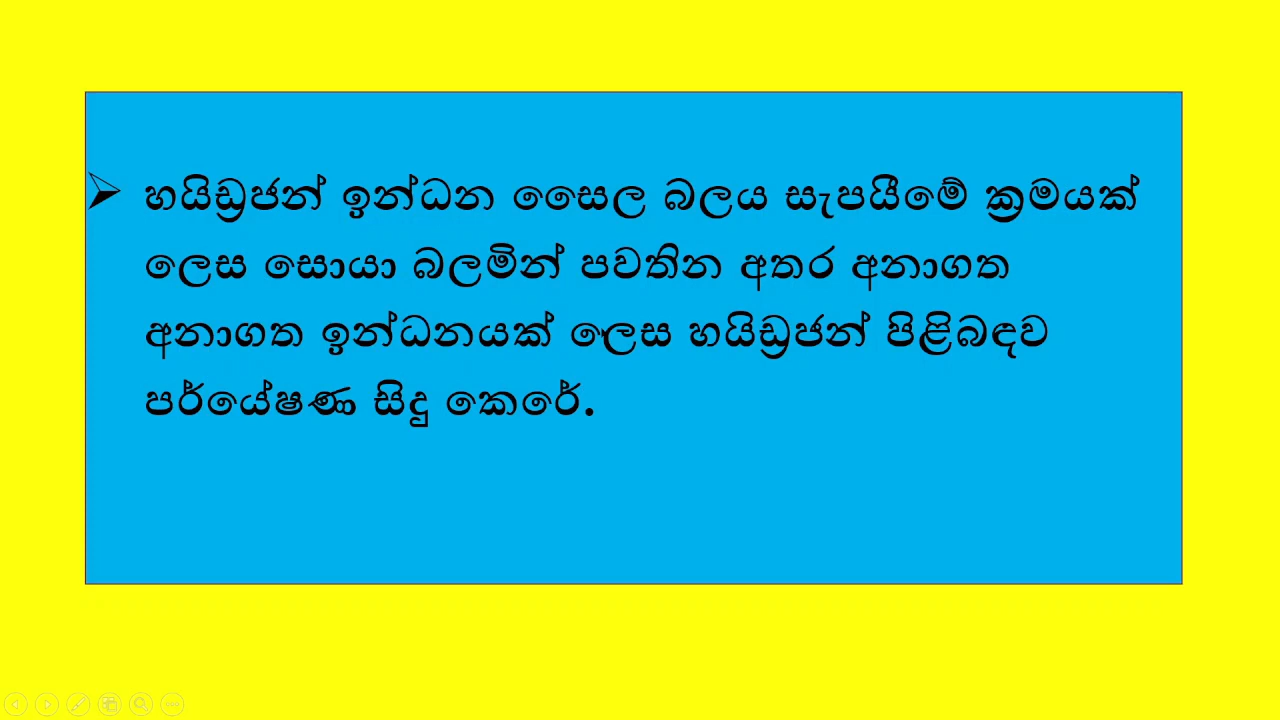 ➢ හයිඩ්‍රජන් ඉන්ධන සෛල බලය සැපයීමේ ක්‍රමයක්
ලෙස සොයා බලමින් පවතින අතර අනාගත
අනාගත ඉන්ධනයක් ලෙස හයිඩ්‍රජන් පිළිබඳව
පර්යේෂණ සිදු කෙරේ.